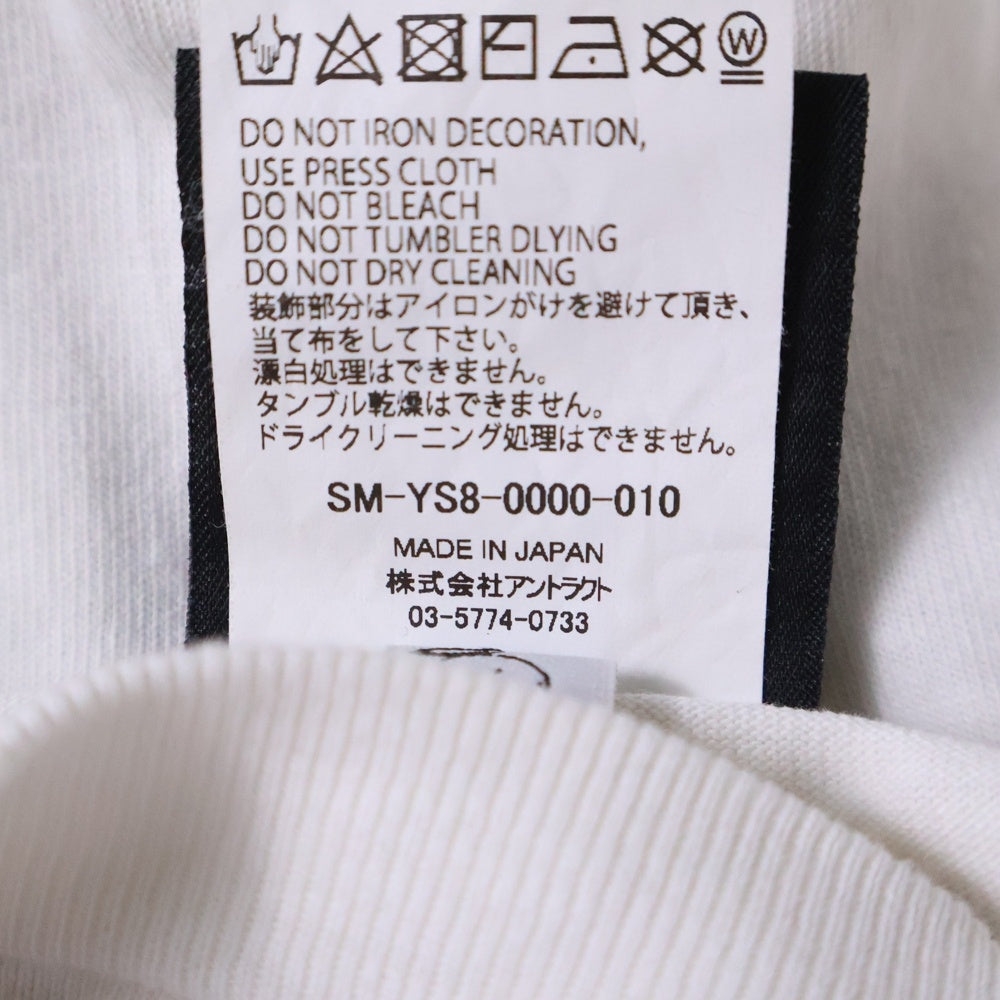 W
DO NOT IRON DECORATION,
USE PRESS CLOTH
DO NOT BLEACH
DO NOT TUMBLER DLYING
DO NOT DRY CLEANING
装飾部分はアイロンがけを避けて頂き、
当て布をして下さい。
漂白処理はできません。
タンブル乾燥はできません。
ドライクリーニング処理はできません。
SM-YS8-0000-010
MADE IN JAPAN
株式会社アントラクト
03-5774-0733